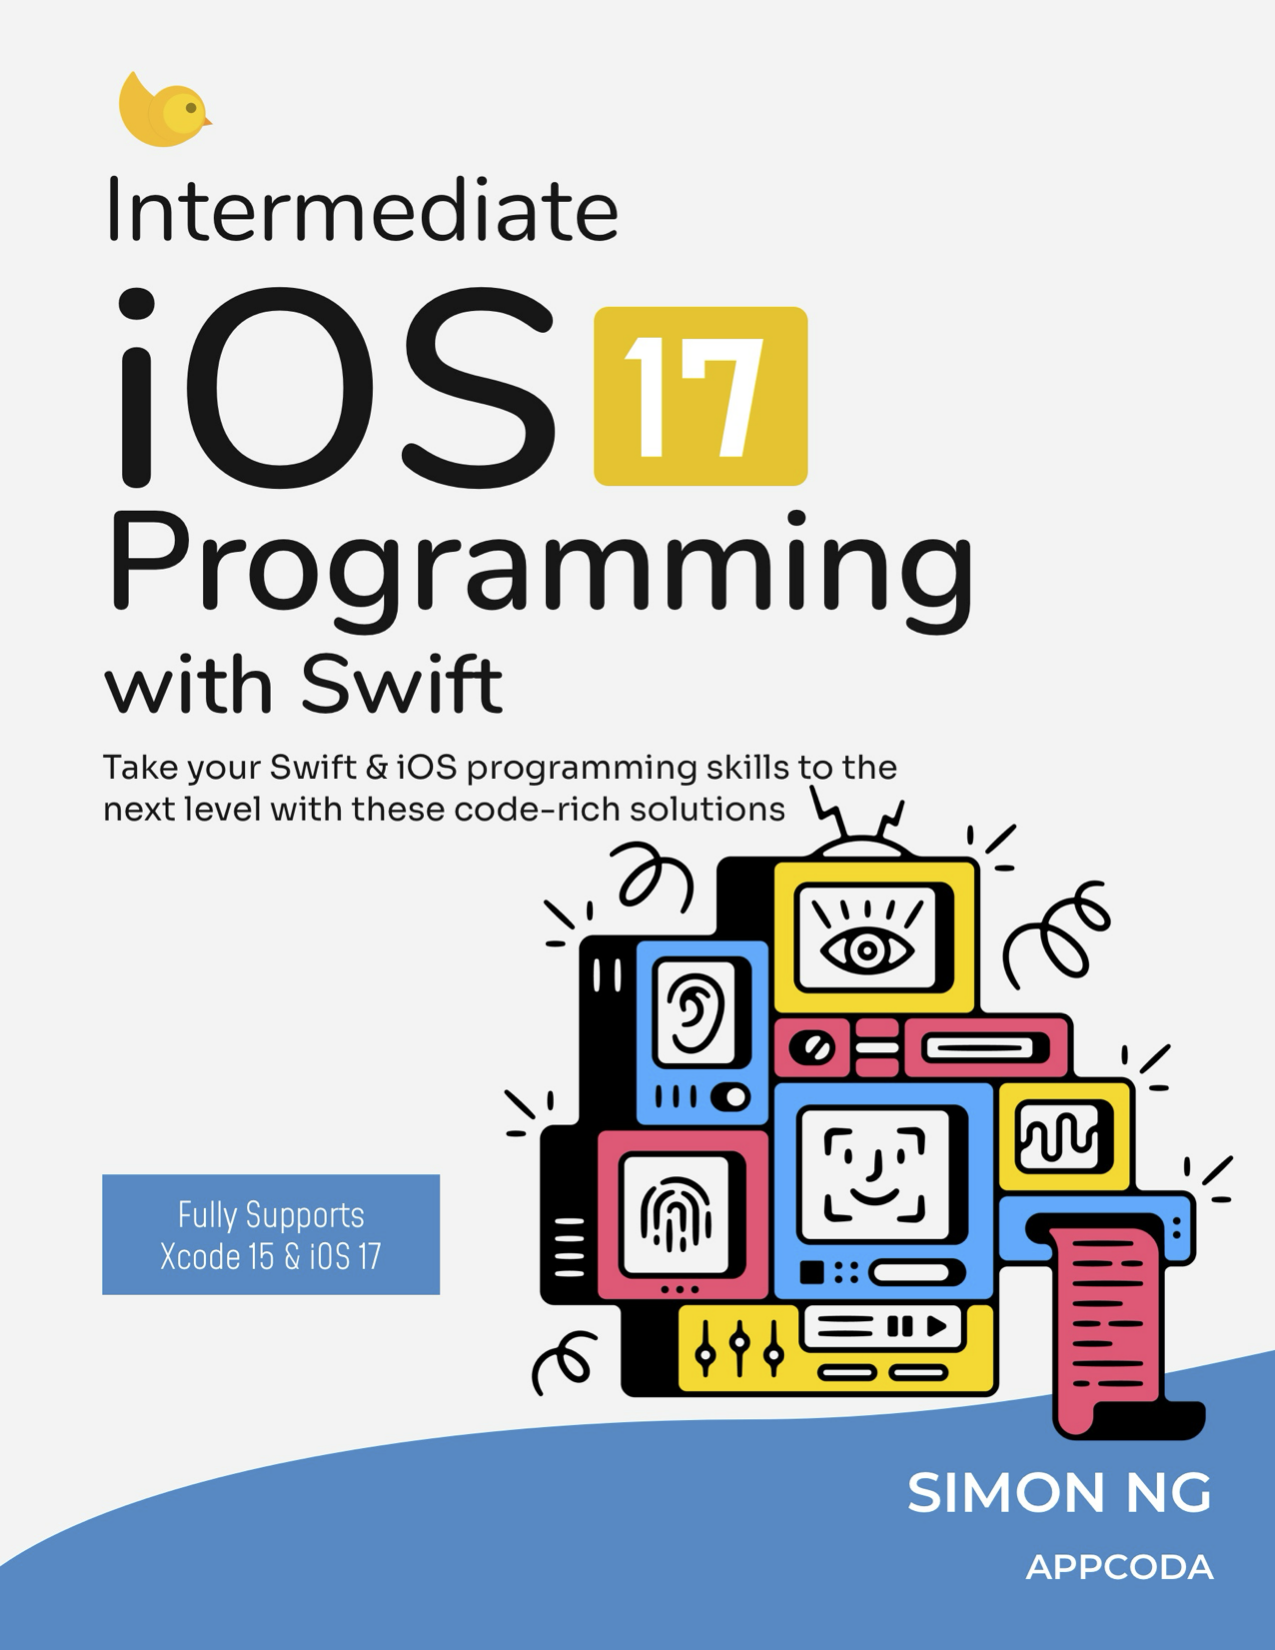 Intermediate
iOS 17
Programming
with Swift
Take your Swift & iOS programming skills to the
next level with these code-rich solutions
Fully Supports
Xcode 15 & iOS 17
SIMON NG
APPCODA